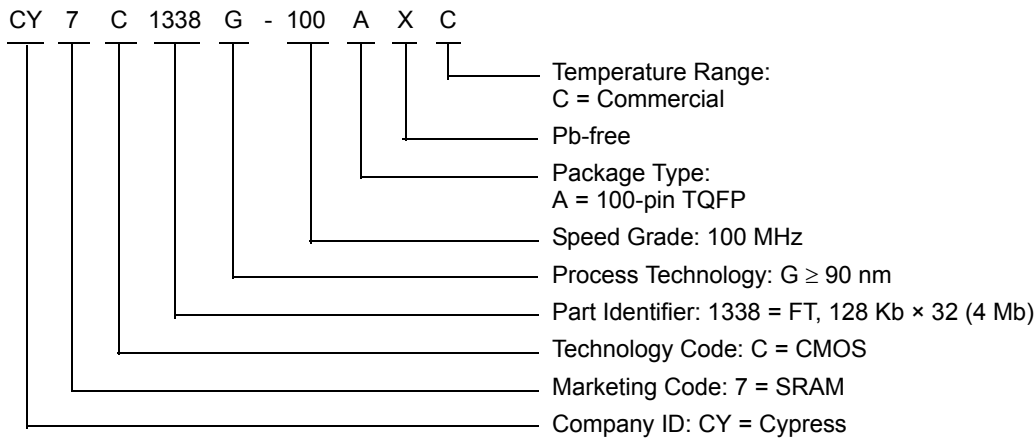 CY 7 C 1338 G - 100 A X C
Temperature Range:
C = Commercial
Pb-free
Package Type:
A = 100-pin TQFP
Speed Grade: 100 MHz
Process Technology: G ≥ 90 nm
Part Identifier: 1338 = FT, 128 Kb × 32 (4 Mb)
Technology Code: C = CMOS
Marketing Code: 7 = SRAM
Company ID: CY = Cypress